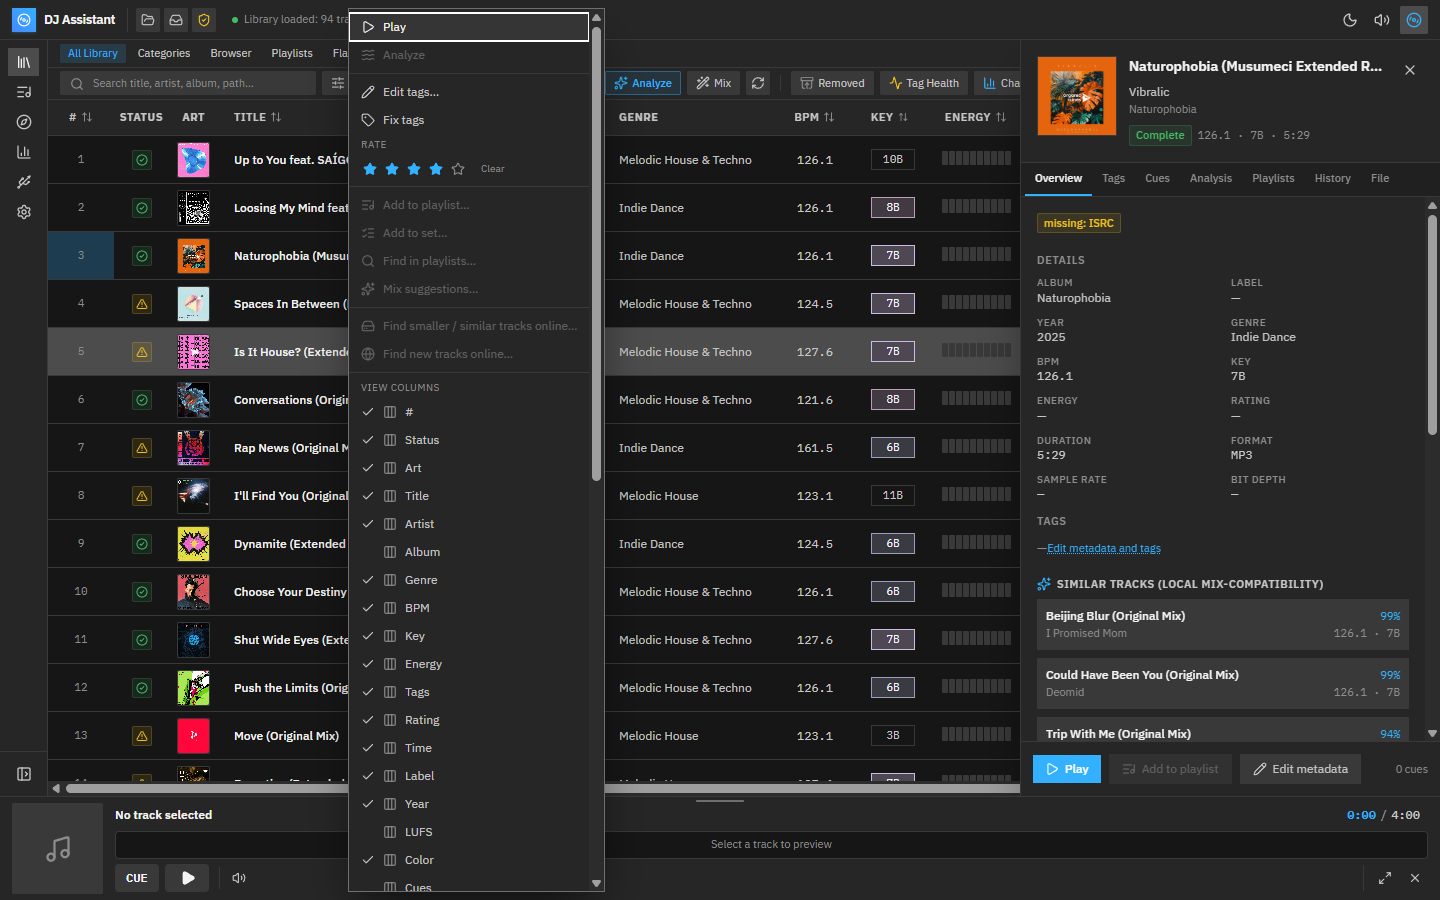 DJ Assistant
Library loaded: 94 tra
All Library
Categories
Browser
Playlists
Fla
Search title, artist, album, path...
Analyze
Mix
Removed
Tag Health
Cha
#
STATUS
ART
TITLE
GENRE
BPM
KEY
ENERGY
1
Up to You feat. SAÍG
Melodic House & Techno
126.1
10B
2
Loosing My Mind feat
Indie Dance
126.1
8B
3
Naturophobia (Musu
Indie Dance
126.1
7B
4
Spaces In Between (
Melodic House & Techno
124.5
7B
5
Is It House? (Extende
Melodic House & Techno
127.6
7B
6
Conversations (Origin
Melodic House & Techno
121.6
8B
7
Rap News (Original M
Indie Dance
161.5
6B
8
I'll Find You (Original
Melodic House
123.1
11B
9
Dynamite (Extended
Indie Dance
124.5
6B
10
Choose Your Destiny
Melodic House & Techno
126.1
6B
11
Shut Wide Eyes (Exte
Melodic House & Techno
127.6
7B
12
Push the Limits (Orig
Melodic House & Techno
126.1
6B
13
Move (Original Mix)
Melodic House
123.1
3B
Play
Analyze
Edit tags...
Fix tags
RATE
Clear
Add to playlist...
Add to set...
Find in playlists...
Mix suggestions...
Find smaller / similar tracks online...
Find new tracks online...
VIEW COLUMNS
#
Status
Art
Title
Artist
Album
Genre
BPM
Key
Energy
Tags
Rating
Time
Label
Year
LUFS
Color
Cues
Naturophobia (Musumeci Extended R...
Vibralic
Naturophobia
Complete
126.1 · 7B · 5:29
Overview
Tags
Cues
Analysis
Playlists
History
File
missing: ISRC
DETAILS
ALBUM
Naturophobia
LABEL
—
YEAR
2025
GENRE
Indie Dance
BPM
126.1
KEY
7B
ENERGY
—
RATING
—
DURATION
5:29
FORMAT
MP3
SAMPLE RATE
—
BIT DEPTH
—
TAGS
—Edit metadata and tags
SIMILAR TRACKS (LOCAL MIX-COMPATIBILITY)
Beijing Blur (Original Mix)
99%
I Promised Mom
126.1 · 7B
Could Have Been You (Original Mix)
99%
Deomid
126.1 · 7B
Trip With Me (Original Mix)
94%
Play
Add to playlist
Edit metadata
0 cues
No track selected
0:00 / 4:00
Select a track to preview
CUE